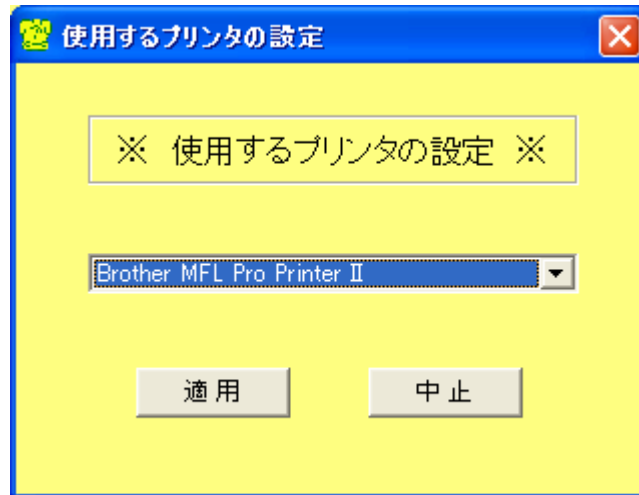 使用するプリンタの設定
※ 使用するプリンタの設定 ※
Brother MFL Pro Printer Ⅱ
適用 中止